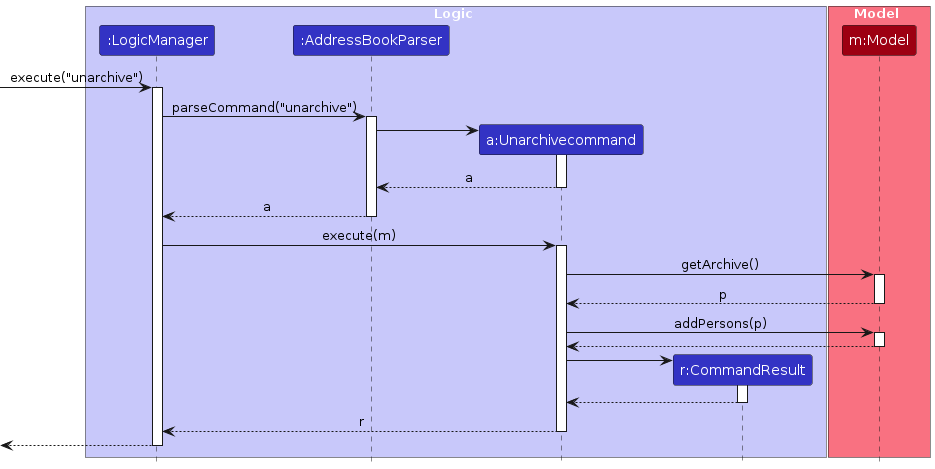 Logic
Model
:LogicManager
:AddressBookParser
m:Model
execute("unarchive")
parseCommand("unarchive")
a:Unarchivecommand
a
a
execute(m)
getArchive()
p
addPersons(p)
r:CommandResult
r